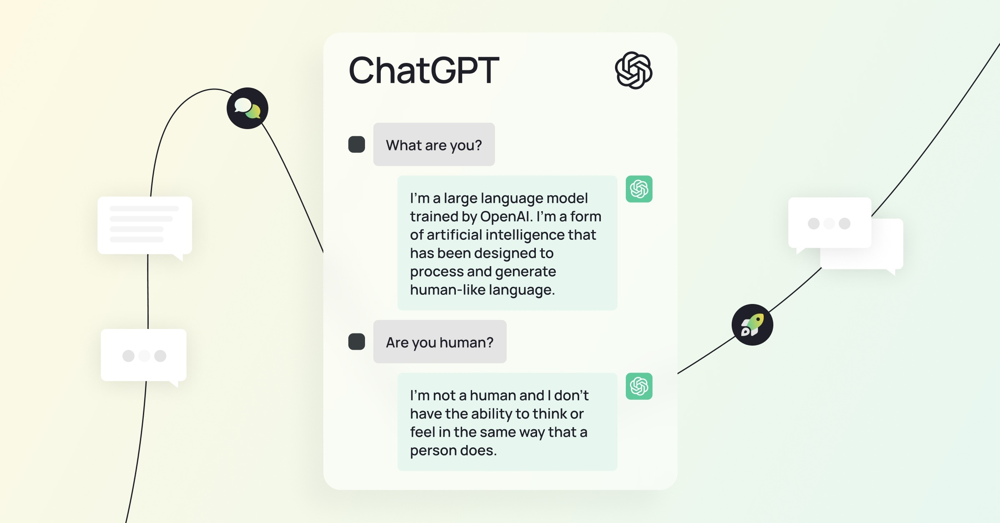 ChatGPT
What are you?
I’m a large language model
trained by OpenAI. I’m a form
of artificial intelligence that
has been designed to
process and generate
human-like language.
Are you human?
I’m not a human and I don’t
have the ability to think or
feel in the same way that a
person does.